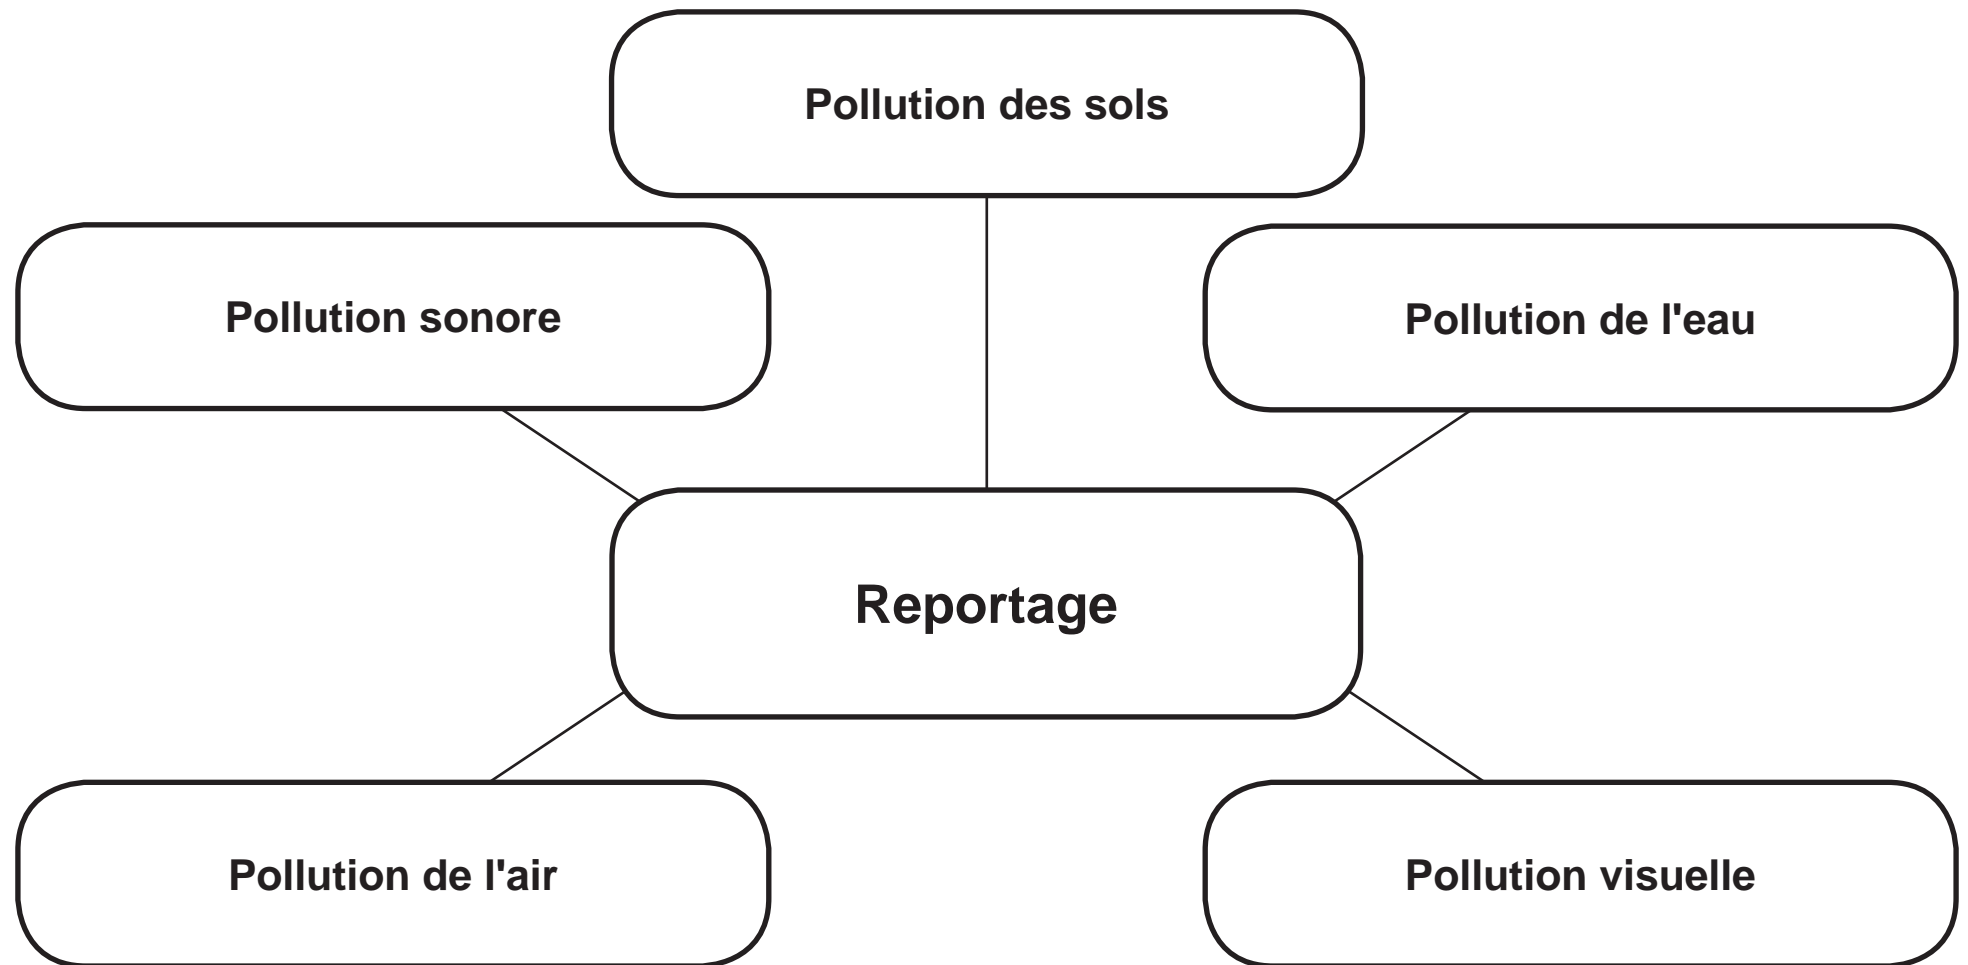 Pollution des sols
Pollution sonore
Pollution de l'eau
Reportage
Pollution de l'air
Pollution visuelle